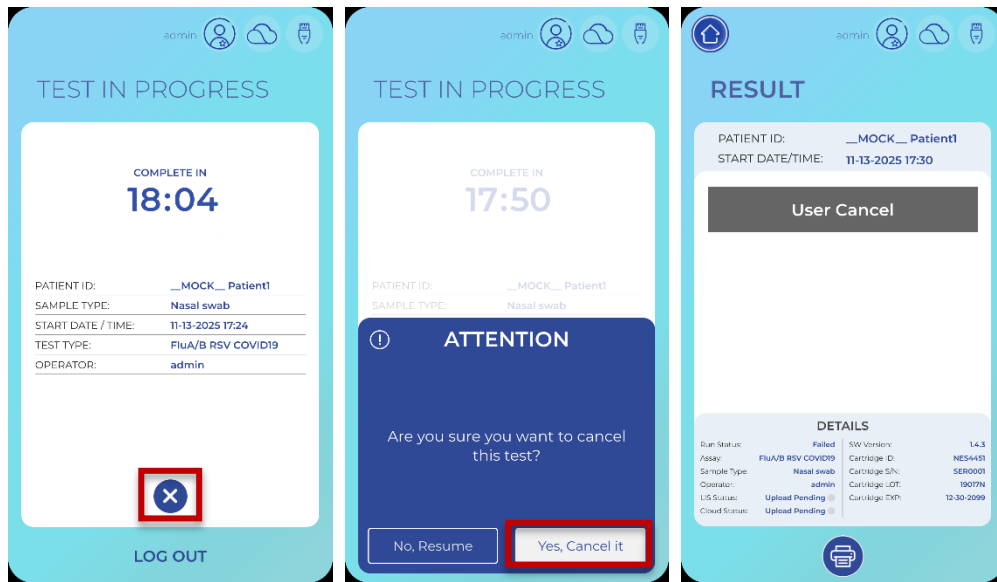 admin
TEST IN PROGRESS
COMPLETE IN
18:04
PATIENT ID: __MOCK__ Patient1
SAMPLE TYPE: Nasal swab
START DATE / TIME: 11-13-2025 17:24
TEST TYPE: FluA/B RSV COVID19
OPERATOR: admin
LOG OUT
admin
TEST IN PROGRESS
COMPLETE IN
17:50
PATIENT ID: __MOCK__ Patient1
SAMPLE TYPE: Nasal swab
ATTENTION
Are you sure you want to cancel
this test?
No, Resume
Yes, Cancel it
admin
RESULT
PATIENT ID: __MOCK__ Patient1
START DATE/TIME: 11-13-2025 17:30
User Cancel
DETAILS
Run Status: Failed
Assay: FluA/B RSV COVID19
Sample Type: Nasal swab
Operator: admin
LIS Status: Upload Pending
Cloud Status: Upload Pending
SW Version: 1.4.3
Cartridge ID: NES4451
Cartridge S/N: SER0001
Cartridge LOT: 19017N
Cartridge EXP: 12-30-2099